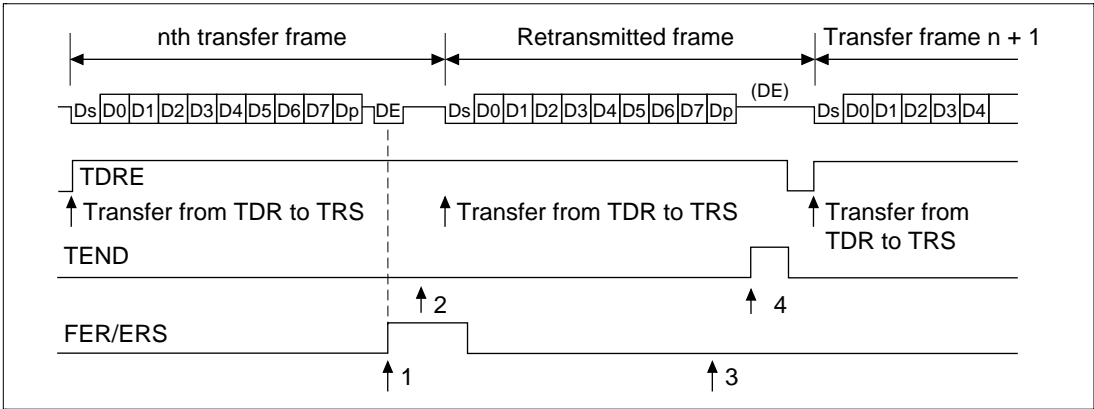 nth transfer frame
Retransmitted frame
Transfer frame n + 1
Ds D0 D1 D2 D3 D4 D5 D6 D7 Dp DE
Ds D0 D1 D2 D3 D4 D5 D6 D7 Dp
(DE)
Ds D0 D1 D2 D3 D4
TDRE
Transfer from TDR to TRS
Transfer from TDR to TRS
Transfer from
TDR to TRS
TEND
2
4
FER/ERS
1
3